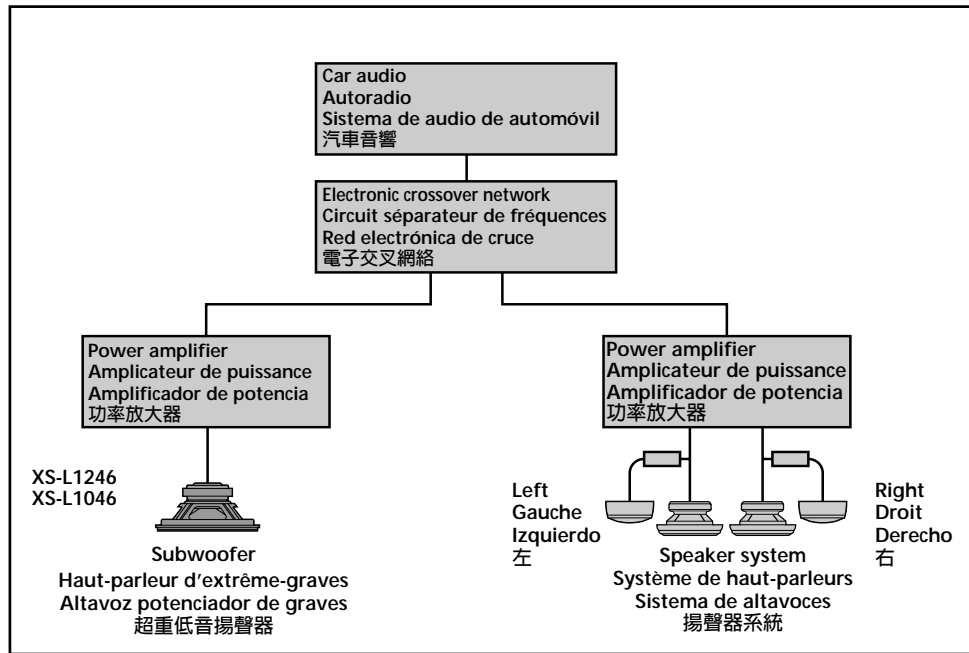 Car audio
Autoradio
Sistema de audio de automóvil
汽車音響
Electronic crossover network
Circuit séparateur de fréquences
Red electrónica de cruce
電子交叉網絡
Power amplifier
Amplicateur de puissance
Amplificador de potencia
功率放大器
Power amplifier
Amplicateur de puissance
Amplificador de potencia
功率放大器
XS-L1246
XS-L1046
Subwoofer
Haut-parleur d'extrême-graves
Altavoz potenciador de graves
超重低音揚聲器
Left
Gauche
Izquierdo
左
Speaker system
Système de haut-parleurs
Sistema de altavoces
揚聲器系統
Right
Droit
Derecho
右